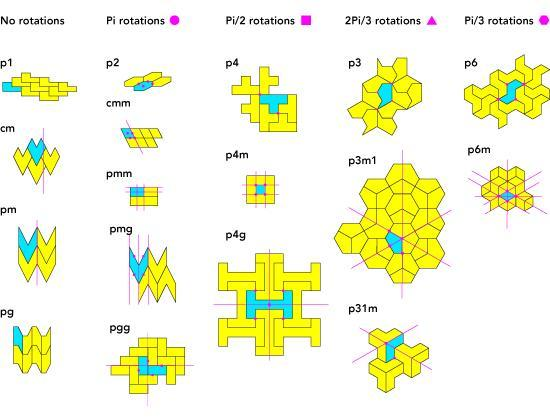 No rotations
Pi rotations
Pi/2 rotations
2Pi/3 rotations
Pi/3 rotations
p1
p2
p4
p3
p6
cm
cmm
p4m
p3m1
p6m
pm
pmm
pmg
p4g
p31m
pg
pgg